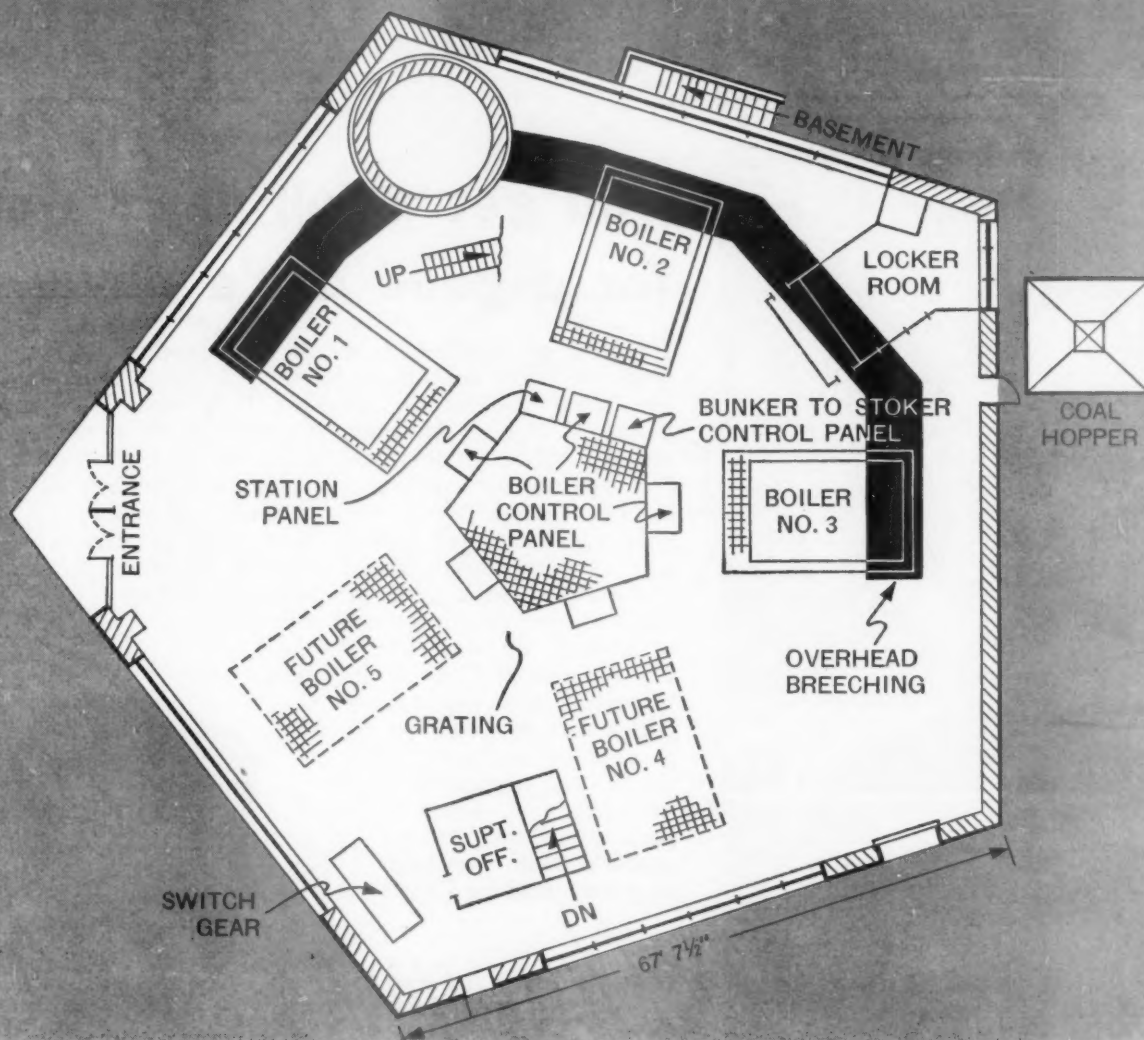 BASEMENT
BOILER
NO. 2
UP
LOCKER
ROOM
BOILER
NO. 1
COAL
HOPPER
BUNKER TO STOKER
CONTROL PANEL
STATION
PANEL
BOILER
CONTROL
PANEL
BOILER
NO. 3
ENTRANCE
FUTURE
BOILER
NO. 5
OVERHEAD
BREECHING
GRATING
FUTURE
BOILER
NO. 4
SUPT.
OFF.
SWITCH
GEAR
DN
67' 7½"